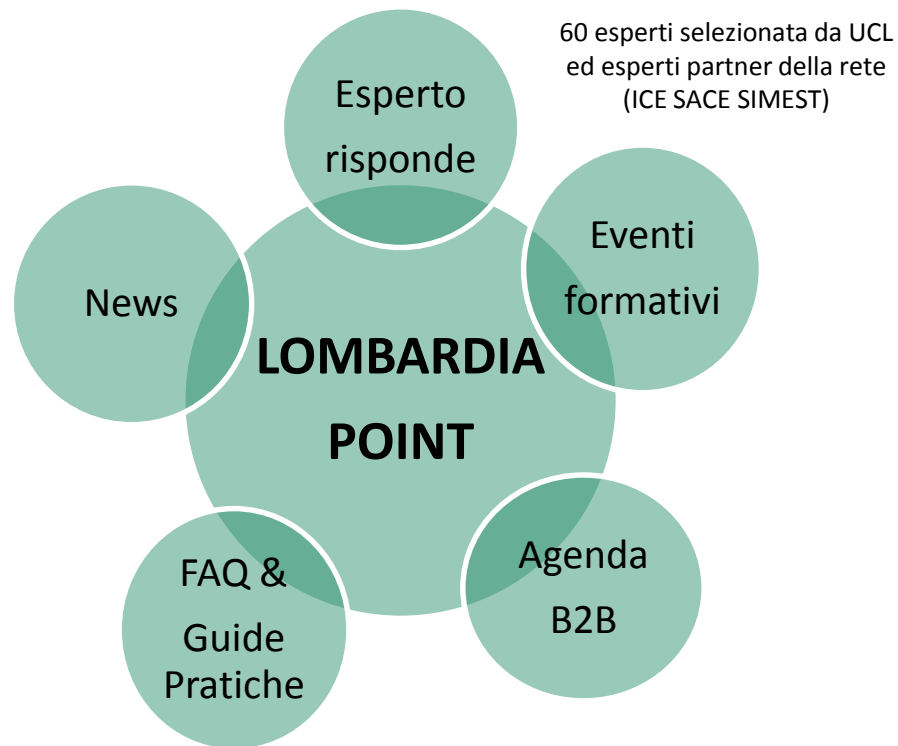 60 esperti selezionata da UCL
ed esperti partner della rete
(ICE SACE SIMEST)
Esperto
risponde
Eventi
formativi
News
LOMBARDIA
POINT
Agenda
B2B
FAQ &
Guide
Pratiche